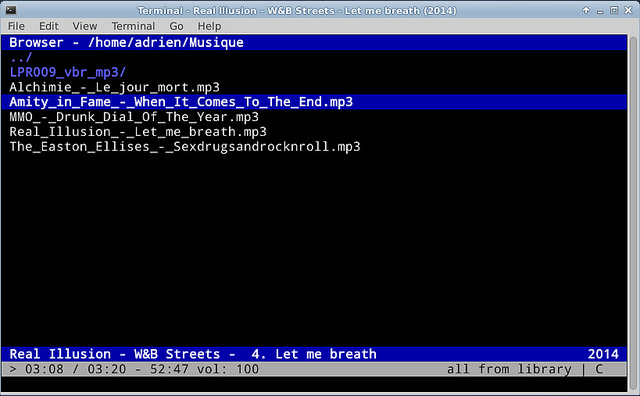 Terminal - Real Illusion - W&B Streets - Let me breath (2014)
File Edit View Terminal Go Help
Browser - /home/adrien/Musique
../
LPR009_vbr_mp3/
Alchimie_-_Le_jour_mort.mp3
Amity_in_Fame_-_When_It_Comes_To_The_End.mp3
MMO_-_Drunk_Dial_Of_The_Year.mp3
Real_Illusion_-_Let_me_breath.mp3
The_Easton_Ellises_-_Sexdrugsandrocknroll.mp3
Real Illusion - W&B Streets -  4. Let me breath 2014
> 03:08 / 03:20 - 52:47 vol: 100 all from library | C